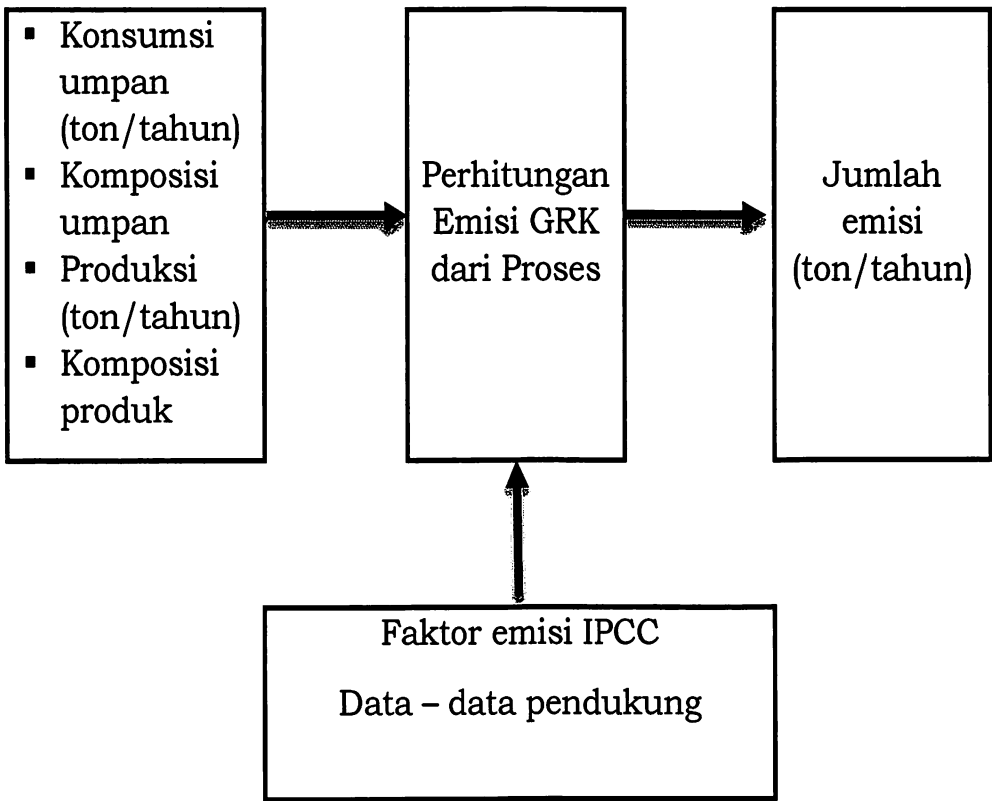 ▪ Konsumsi
umpan
(ton/tahun)
▪ Komposisi
umpan
▪ Produksi
(ton/tahun)
▪ Komposisi
produk
Perhitungan
Emisi GRK
dari Proses
Jumlah
emisi
(ton/tahun)
Faktor emisi IPCC
Data – data pendukung